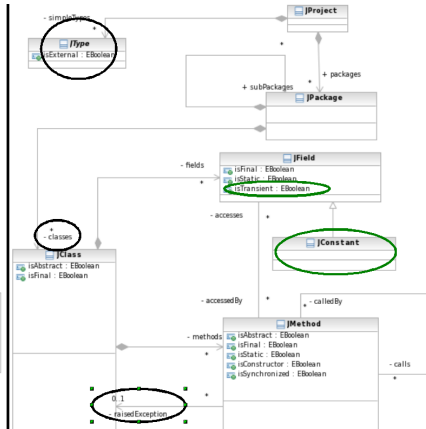 JProject
- simpleTypes
*
JType
isExternal : EBoolean
*
*
+ packages
+ subPackages
JPackage
JField
- fields
isFinal : EBoolean
isStatic : EBoolean
isTransient : EBoolean
*
- accesses
*
*
- classes
JConstant
JClass
isAbstract : EBoolean
isFinal : EBoolean
- accessedBy
*
- calledBy
JMethod
- methods
*
isAbstract : EBoolean
isFinal : EBoolean
isStatic : EBoolean
isConstructor : EBoolean
isSynchronized : EBoolean
- calls
*
0..1
*
- raisedException